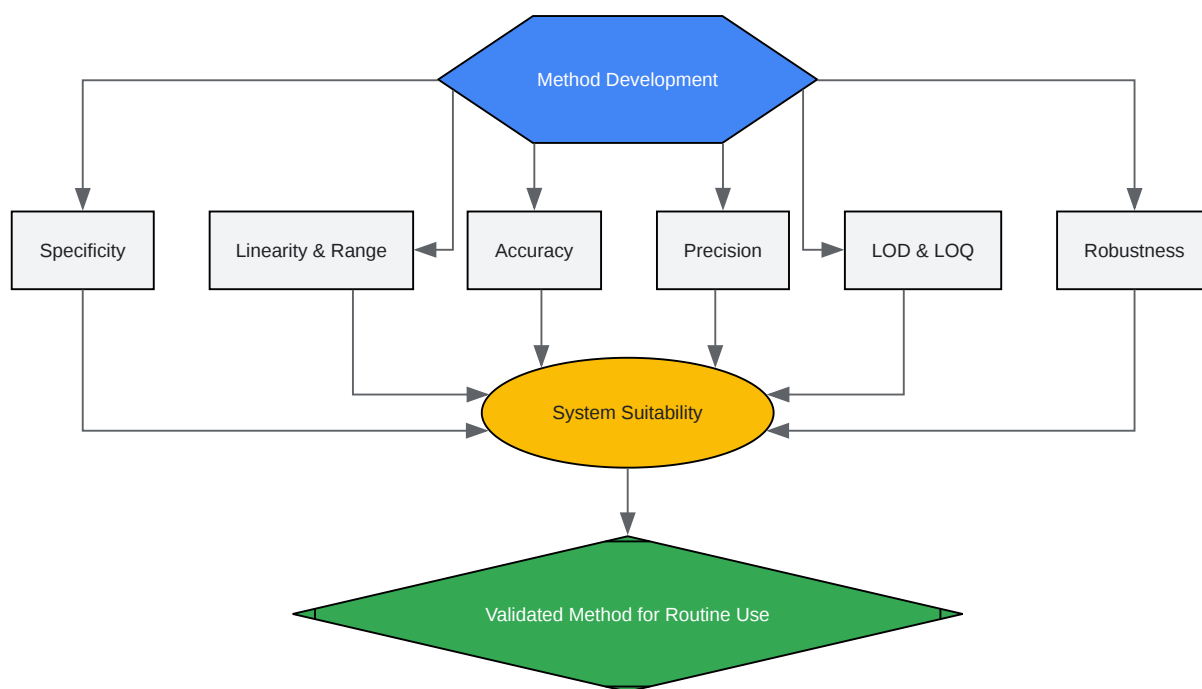 Method Development
Specificity
Linearity & Range
Accuracy
Precision
LOD & LOQ
Robustness
System Suitability
Validated Method for Routine Use